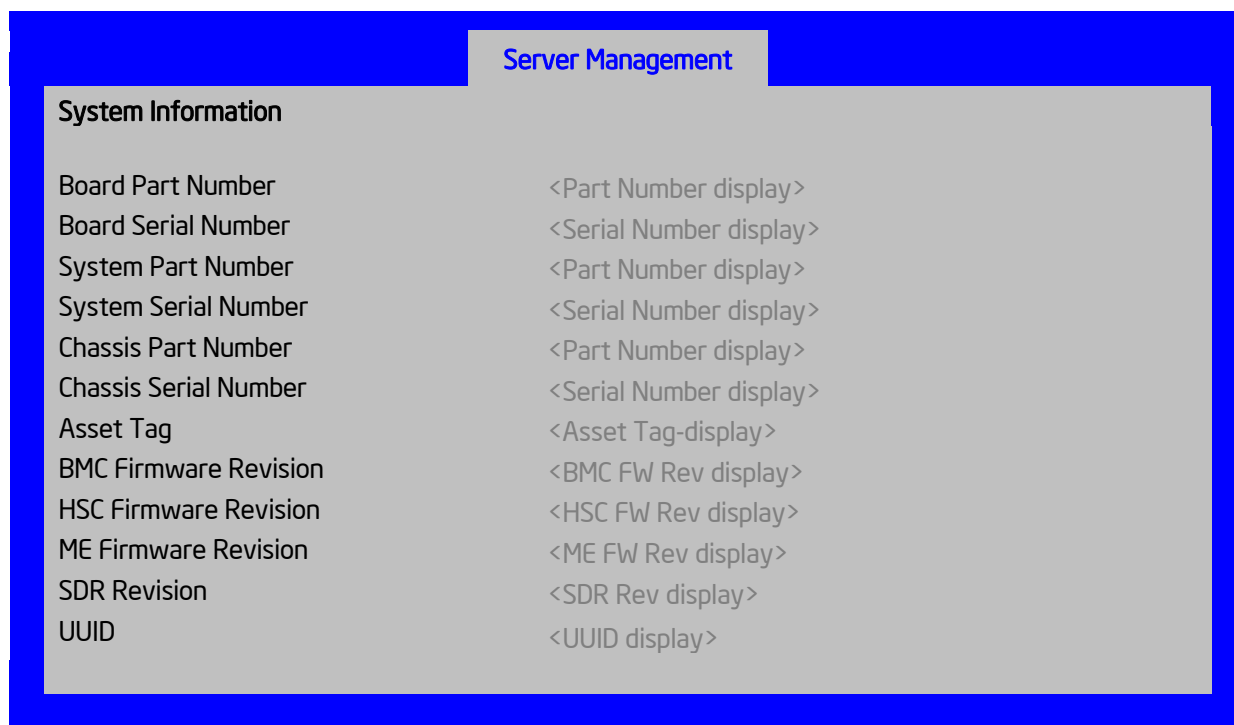 Server Management
System Information
Board Part Number <Part Number display>
Board Serial Number <Serial Number display>
System Part Number <Part Number display>
System Serial Number <Serial Number display>
Chassis Part Number <Part Number display>
Chassis Serial Number <Serial Number display>
Asset Tag <Asset Tag-display>
BMC Firmware Revision <BMC FW Rev display>
HSC Firmware Revision <HSC FW Rev display>
ME Firmware Revision <ME FW Rev display>
SDR Revision <SDR Rev display>
UUID <UUID display>